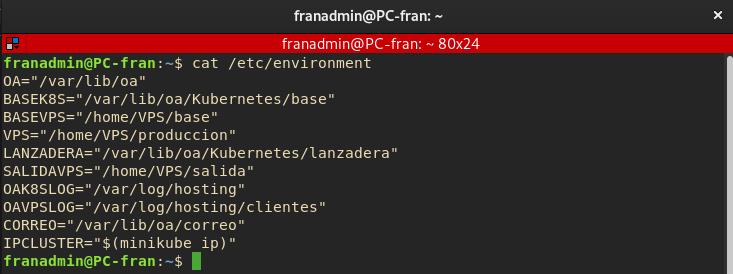 franadmin@PC-fran: ~
franadmin@PC-fran: ~ 80x24
franadmin@PC-fran:~$ cat /etc/environment
OA="/var/lib/oa"
BASEK8S="/var/lib/oa/Kubernetes/base"
BASEVPS="/home/VPS/base"
VPS="/home/VPS/produccion"
LANZADERA="/var/lib/oa/Kubernetes/lanzadera"
SALIDAVPS="/home/VPS/salida"
OAK8SLOG="/var/log/hosting"
OAVPSLOG="/var/log/hosting/clientes"
CORREO="/var/lib/oa/correo"
IPCLUSTER="$(minikube ip)"
franadmin@PC-fran:~$